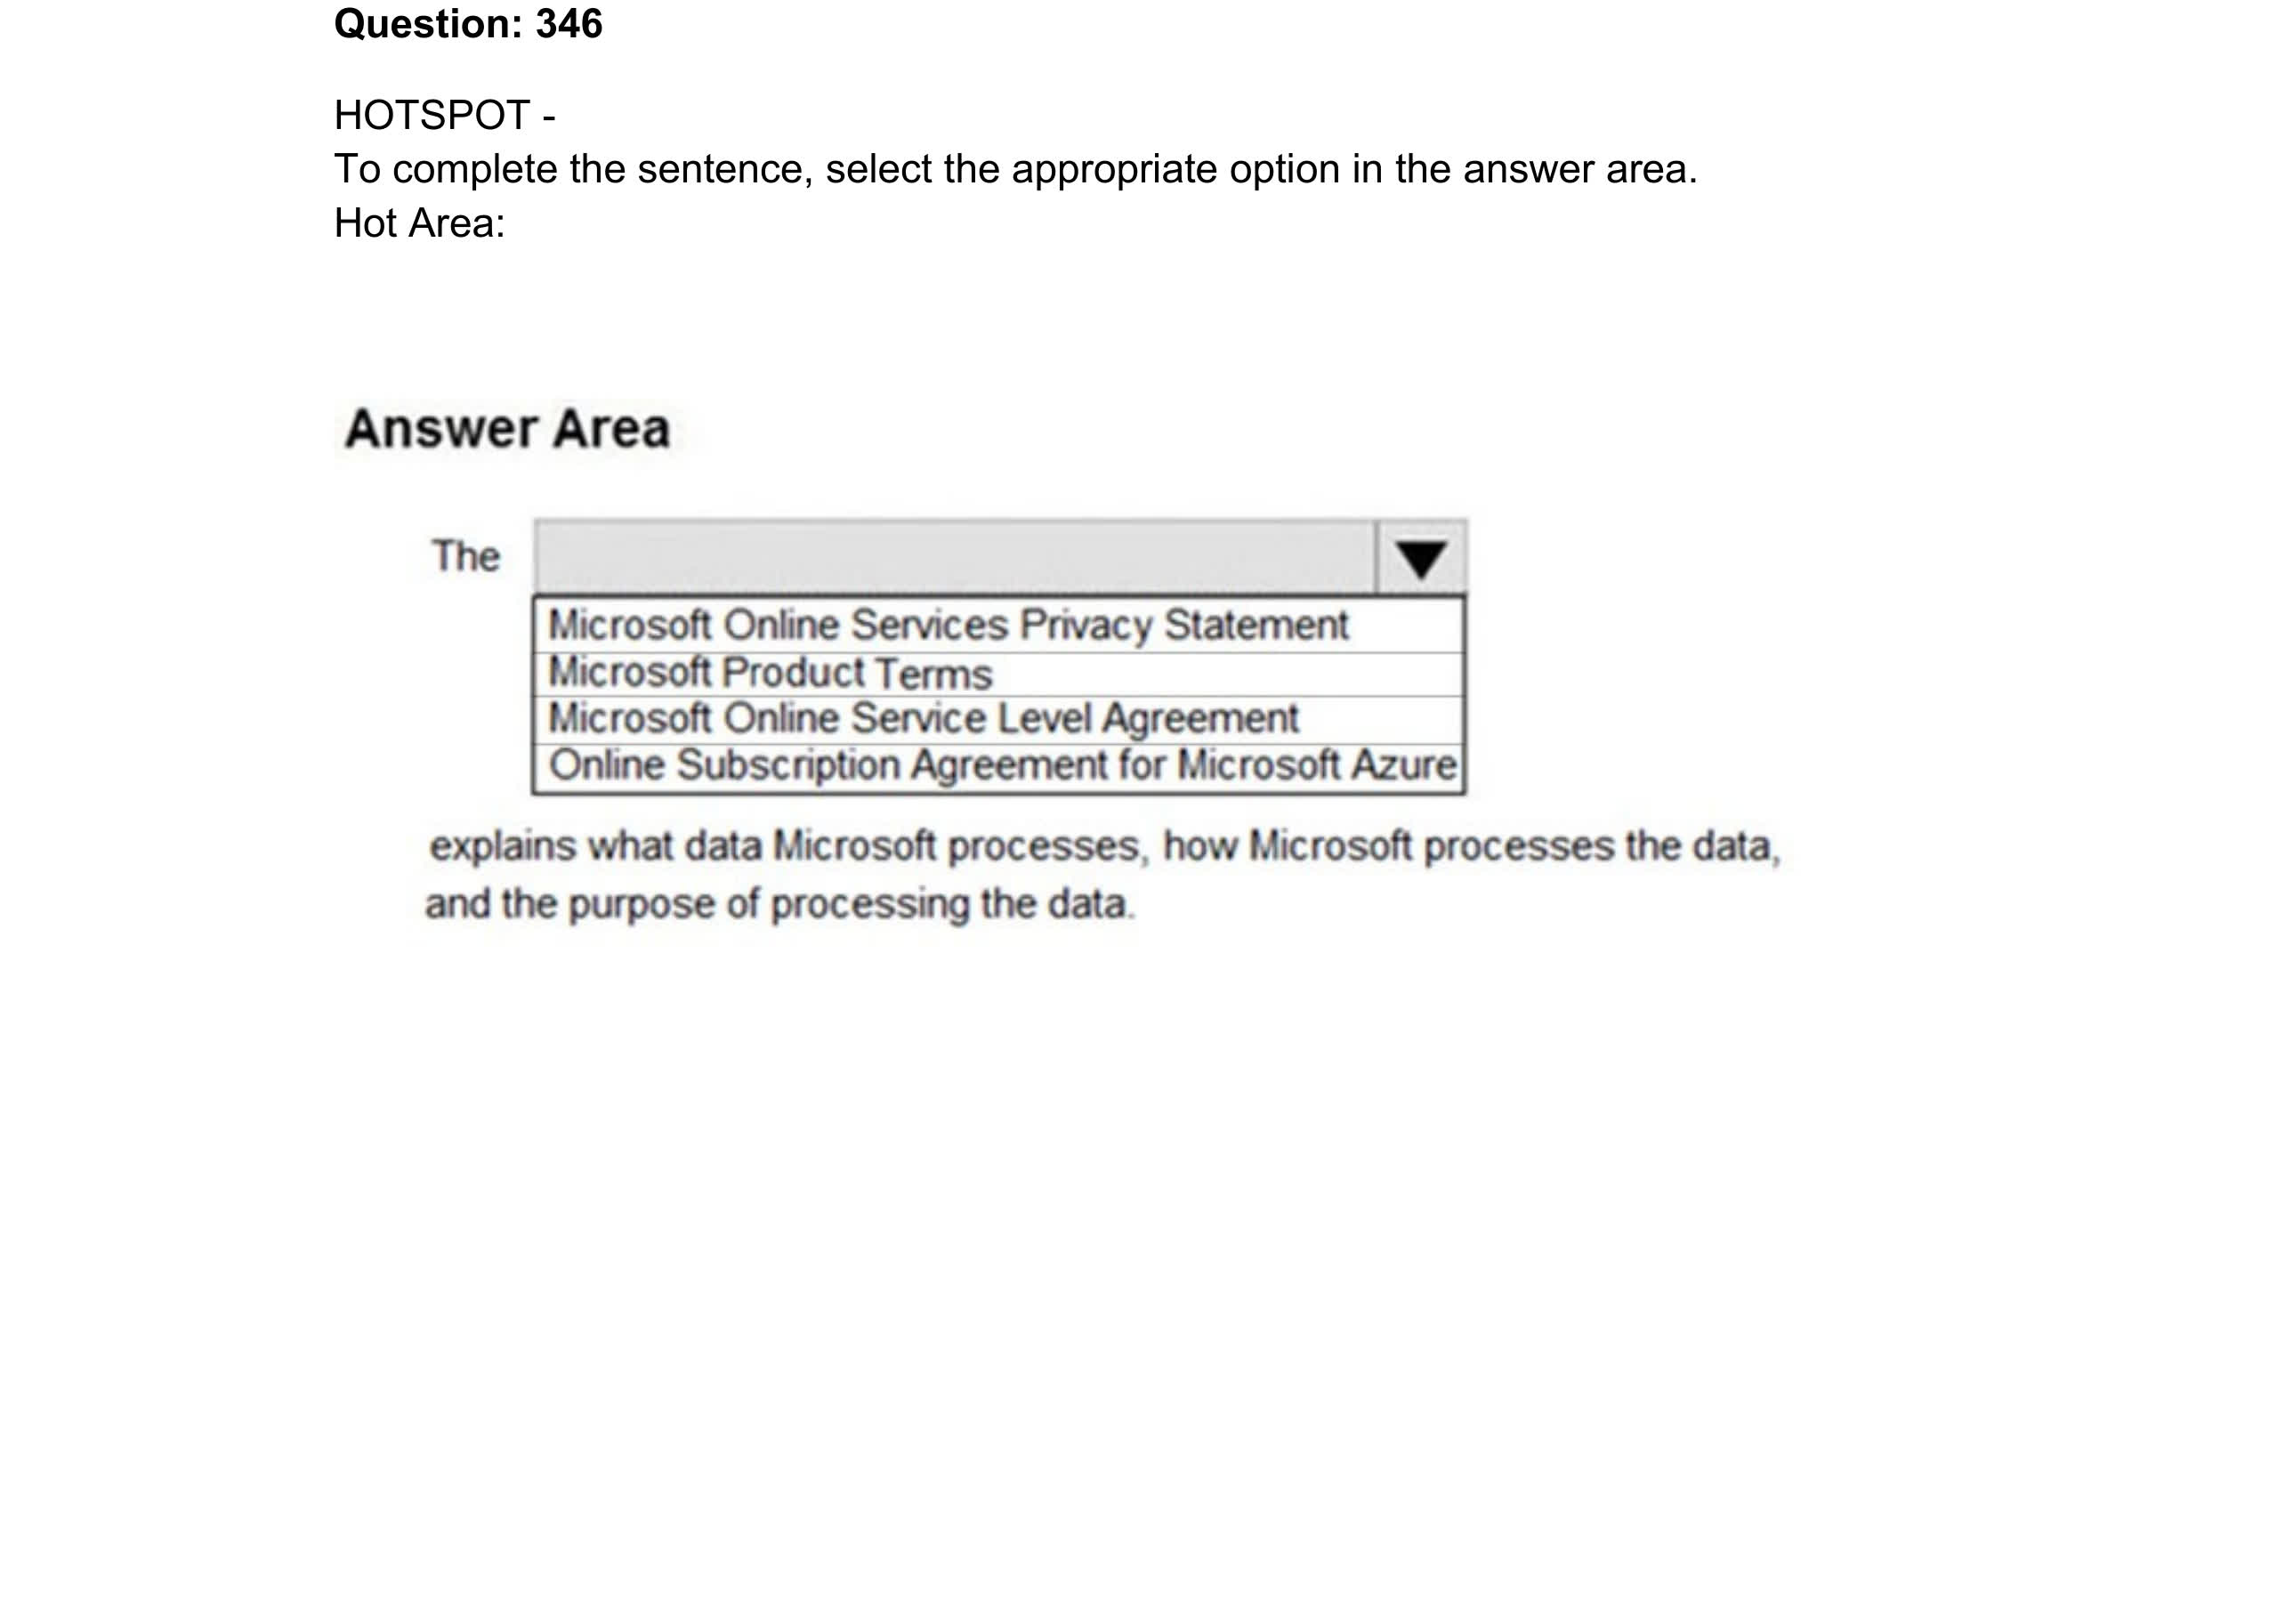 Question: 346
HOTSPOT -
To complete the sentence, select the appropriate option in the answer area.
Hot Area:
Answer Area
The
Microsoft Online Services Privacy Statement
Microsoft Product Terms
Microsoft Online Service Level Agreement
Online Subscription Agreement for Microsoft Azure
explains what data Microsoft processes, how Microsoft processes the data,
and the purpose of processing the data.